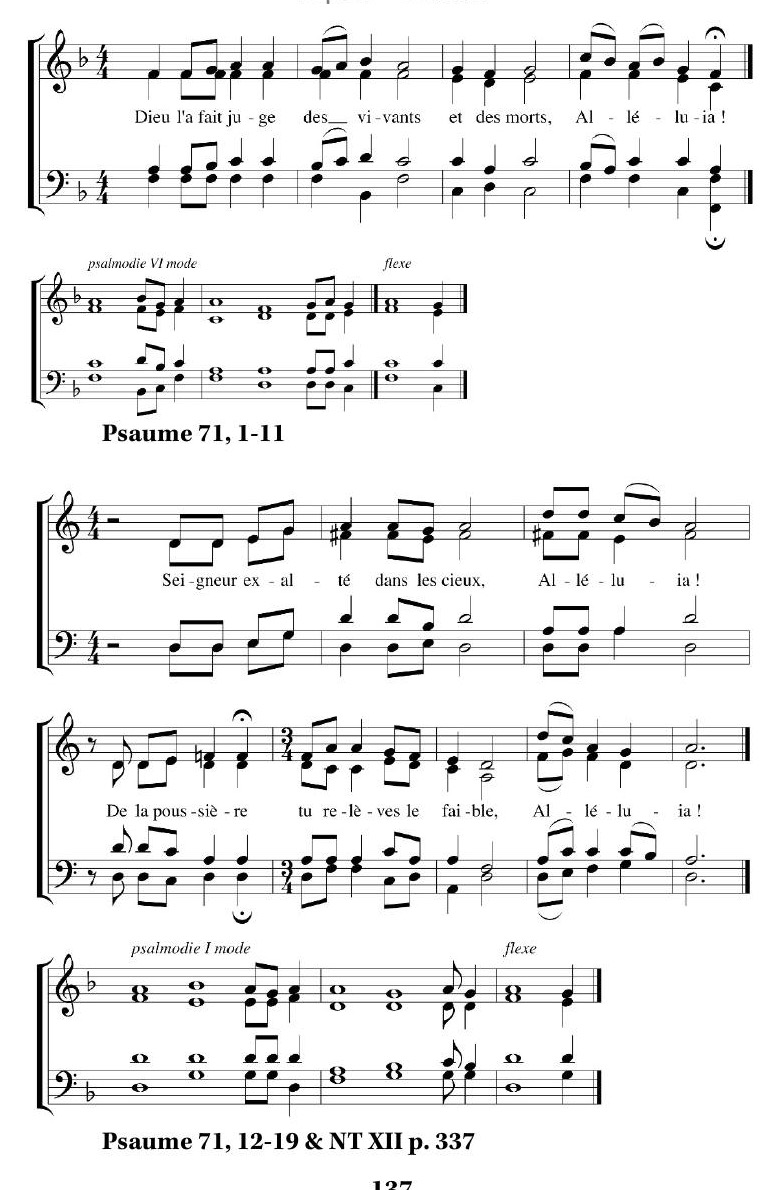 Dieu l'a fait ju - ge des__ vi - vants et des morts, Al - lé - lu - ia !
psalmodie VI mode flexe
Psaume 71, 1-11
Sei - gneur ex - al - té dans les cieux, Al - lé - lu - ia !
De la pous - siè - re tu re - lè - ves le fai - ble, Al - lé - lu - ia !
psalmodie I mode flexe
Psaume 71, 12-19 & NT XII p. 337
137